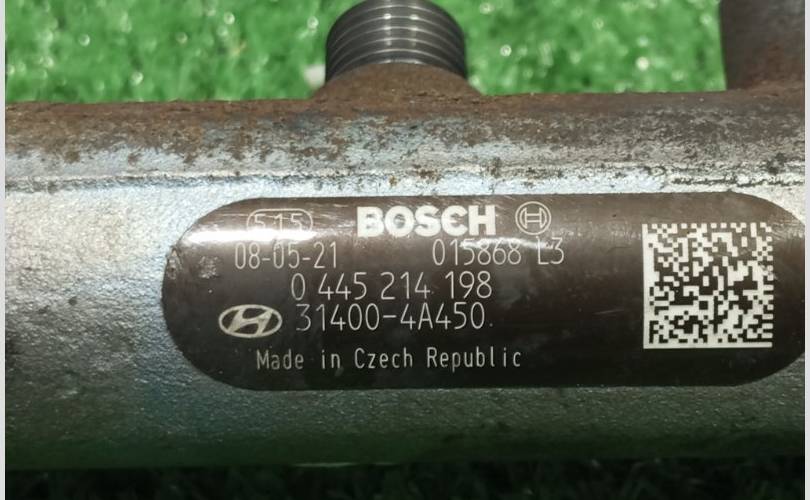 515 BOSCH
08-05-21 015868 L3
0 445 214 198
31400-4A450
Made in Czech Republic